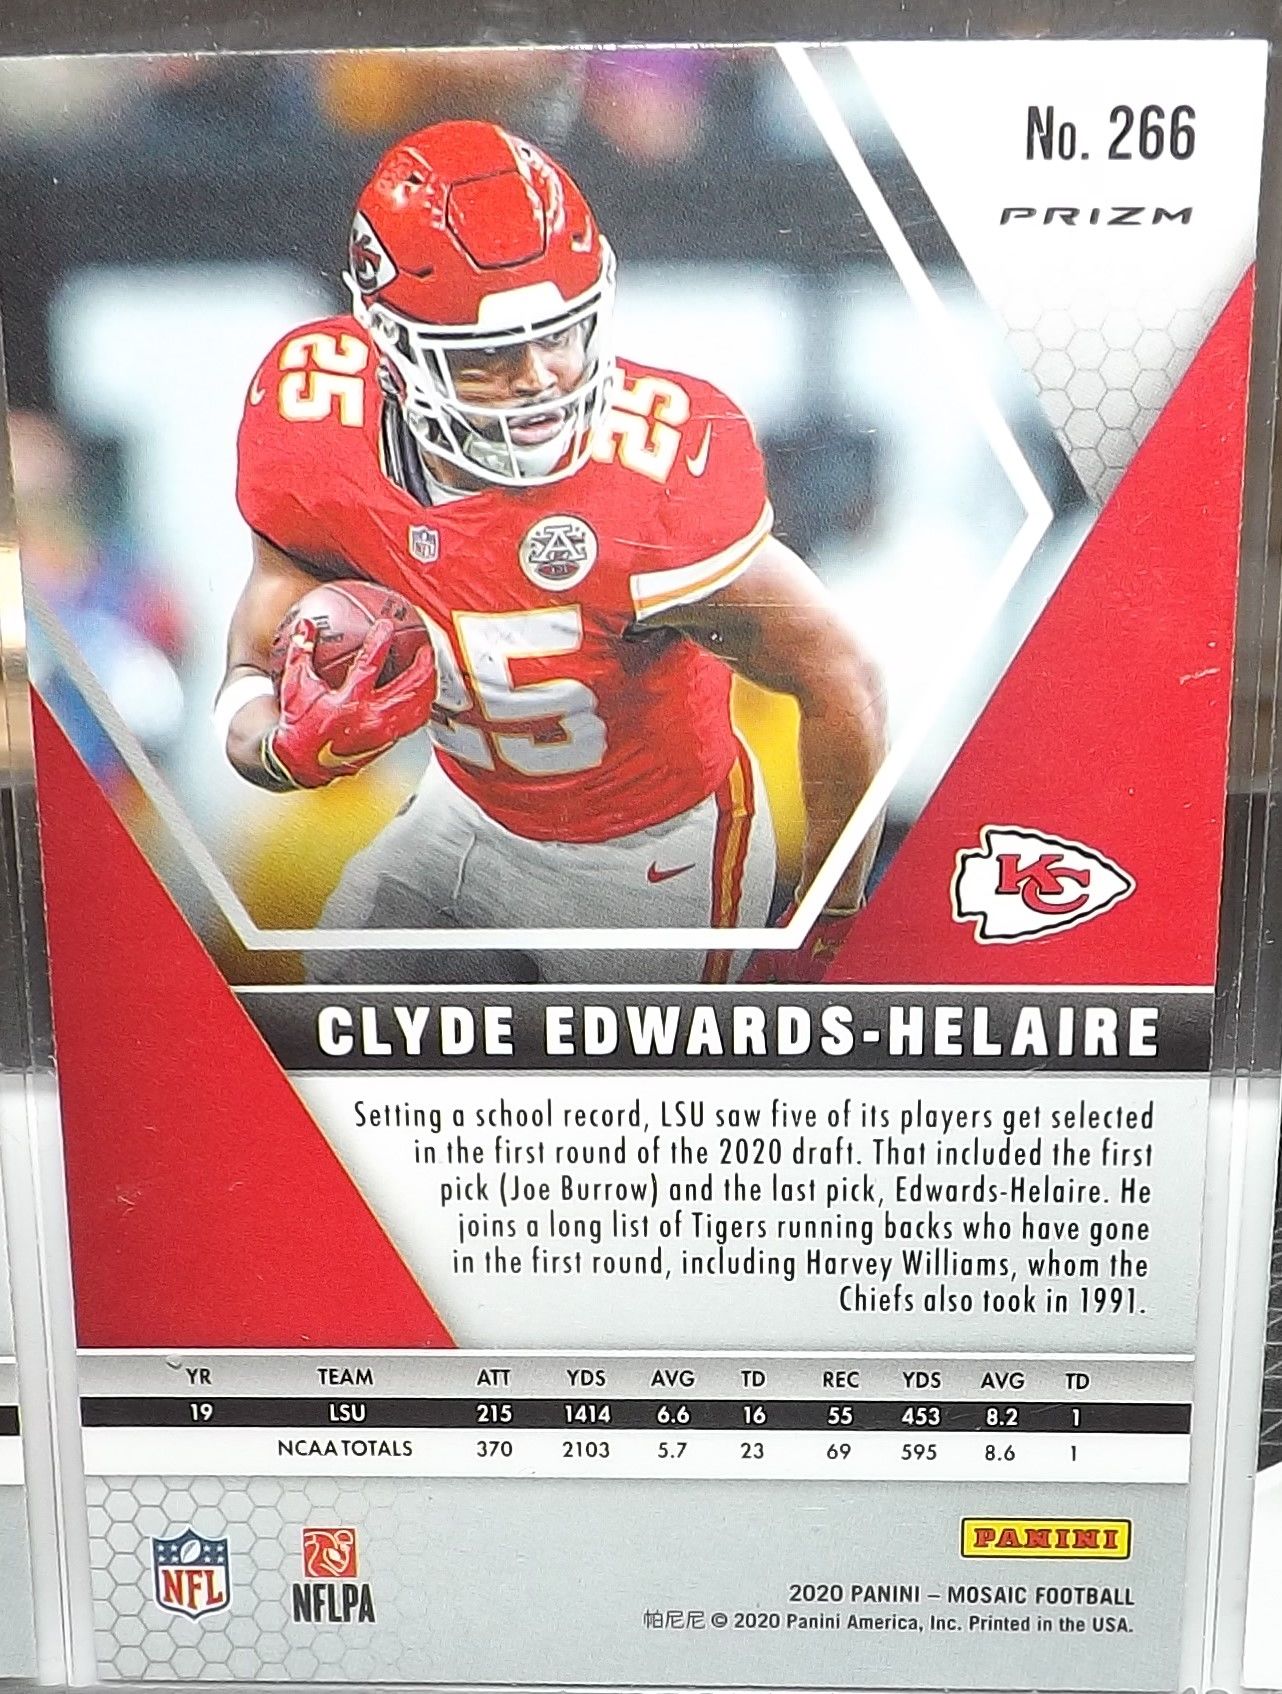 No. 266
PRIZM
25
25
NFL
A
25
KC
CLYDE EDWARDS-HELAIRE
Setting a school record, LSU saw five of its players get selected
in the first round of the 2020 draft. That included the first
pick (Joe Burrow) and the last pick, Edwards-Helaire. He
joins a long list of Tigers running backs who have gone
in the first round, including Harvey Williams, whom the
Chiefs also took in 1991.
YR TEAM ATT YDS AVG TD REC YDS AVG TD
19 LSU 215 1414 6.6 16 55 453 8.2 1
NCAA TOTALS 370 2103 5.7 23 69 595 8.6 1
NFL
NFLPA
PANINI
2020 PANINI – MOSAIC FOOTBALL
帕尼尼 © 2020 Panini America, Inc. Printed in the USA.